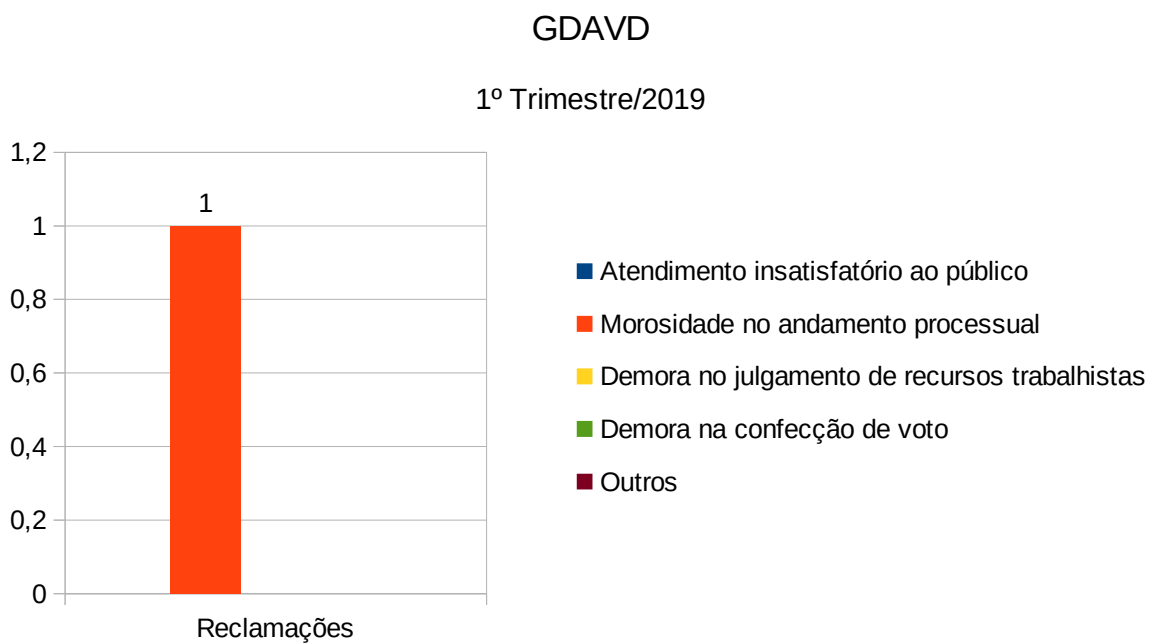 GDAVD
1º Trimestre/2019
1,2
1
0,8
0,6
0,4
0,2
0
1
Reclamações
Atendimento insatisfatório ao público
Morosidade no andamento processual
Demora no julgamento de recursos trabalhistas
Demora na confecção de voto
Outros